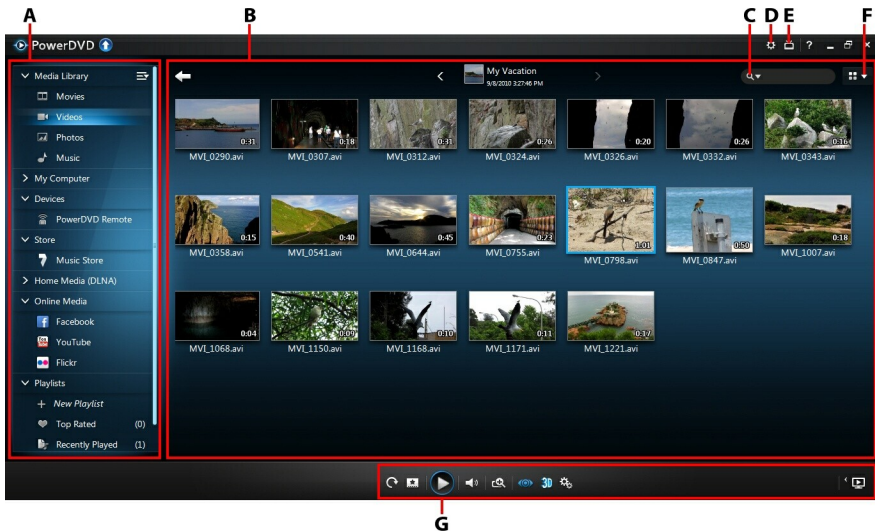 A B C D E F
PowerDVD ?
Media Library
Movies
Videos
Photos
Music
My Computer
Devices
PowerDVD Remote
Store
Music Store
Home Media (DLNA)
Online Media
Facebook
YouTube
Flickr
Playlists
+ New Playlist
Top Rated (0)
Recently Played (1)
My Vacation
9/8/2010 3:27:46 PM
0:31 0:18 0:31 0:26 0:20 0:26 0:16
MVI_0290.avi MVI_0307.avi MVI_0312.avi MVI_0324.avi MVI_0326.avi MVI_0332.avi MVI_0343.avi
0:15 0:40 0:45 0:23 1:01 0:50 0:18
MVI_0358.avi MVI_0541.avi MVI_0644.avi MVI_0755.avi MVI_0798.avi MVI_0847.avi MVI_1007.avi
0:04 0:09 0:10 0:11 0:17
MVI_1068.avi MVI_1150.avi MVI_1168.avi MVI_1171.avi MVI_1221.avi
3D
G